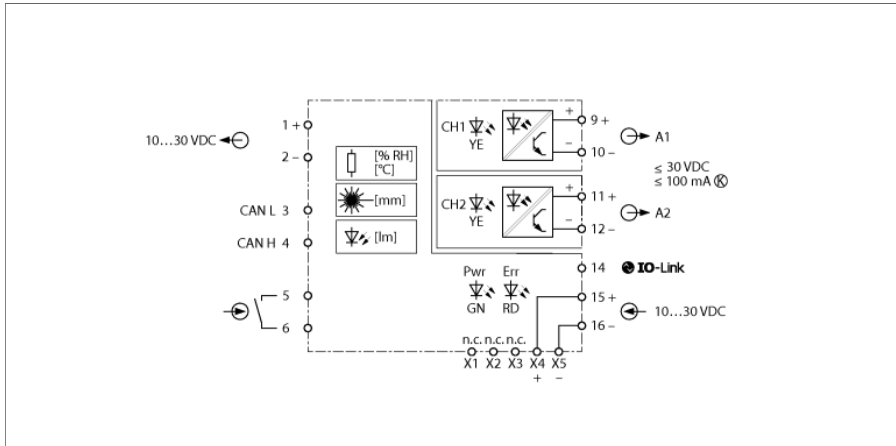 10...30 VDC
1 +
2 –
CAN L 3
CAN H 4
5
6
[% RH]
[°C]
[mm]
[lm]
CH1
YE
+
–
9 +
10 –
A1
≤ 30 VDC
≤ 100 mA Ⓚ
CH2
YE
+
–
11 +
12 –
A2
14 IO-Link
Pwr Err
GN RD
15 +
16 –
10...30 VDC
n.c. n.c. n.c.
X1 X2 X3 X4 X5
+ –